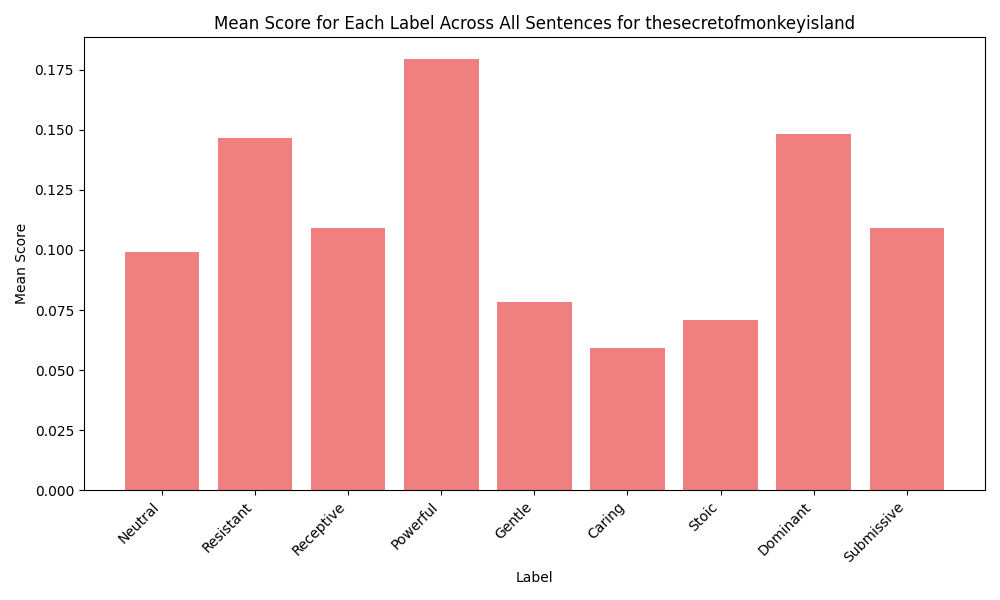 Mean Score for Each Label Across All Sentences for thesecretofmonkeyisland
Mean Score
0.175
0.150
0.125
0.100
0.075
0.050
0.025
0.000
Neutral
Resistant
Receptive
Powerful
Gentle
Caring
Stoic
Dominant
Submissive
Label